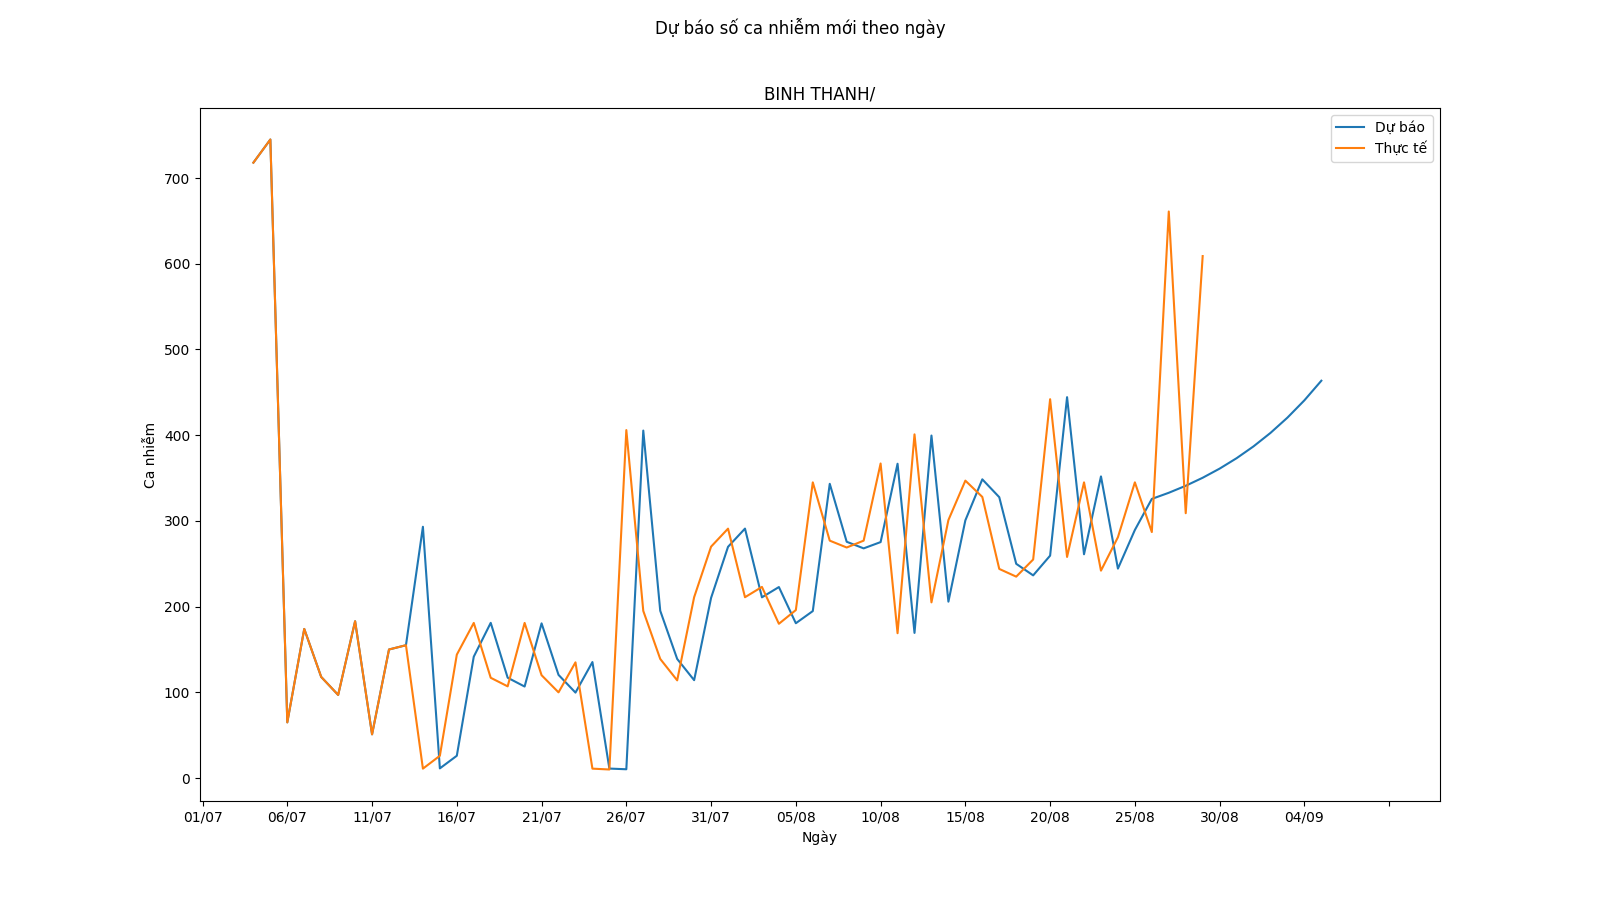 Dự báo số ca nhiễm mới theo ngày
BINH THANH/
Dự báo
Thực tế
700
600
500
400
300
200
100
0
Ca nhiễm
01/07 06/07 11/07 16/07 21/07 26/07 31/07 05/08 10/08 15/08 20/08 25/08 30/08 04/09
Ngày